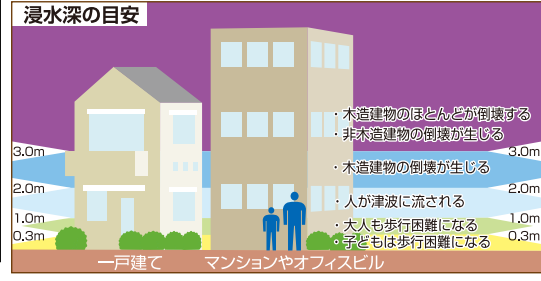 浸水深の目安
・木造建物のほとんどが倒壊する
・非木造建物の倒壊が生じる
3.0m 3.0m
・木造建物の倒壊が生じる
2.0m 2.0m
・人が津波に流される
1.0m 1.0m
・大人も歩行困難になる
0.3m 0.3m
・子どもは歩行困難になる
一戸建て マンションやオフィスビル